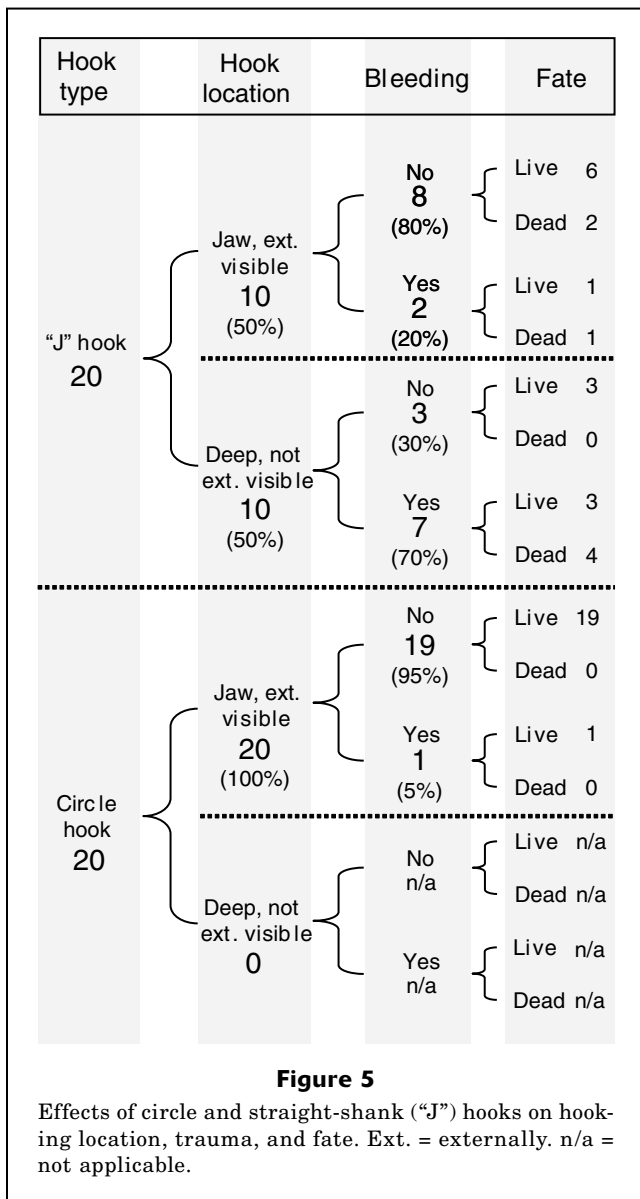 Hook type
Hook location
Bleeding
Fate
"J" hook
20
Jaw, ext.
visible
10
(50%)
No
8
(80%)
Live 6
Dead 2
Yes
2
(20%)
Live 1
Dead 1
Deep, not
ext. visible
10
(50%)
No
3
(30%)
Live 3
Dead 0
Yes
7
(70%)
Live 3
Dead 4
Circle
hook
20
Jaw, ext.
visible
20
(100%)
No
19
(95%)
Live 19
Dead 0
Yes
1
(5%)
Live 1
Dead 0
Deep, not
ext. visible
0
No
n/a
Live n/a
Dead n/a
Yes
n/a
Live n/a
Dead n/a
Figure 5
Effects of circle and straight-shank ("J") hooks on hook-
ing location, trauma, and fate. Ext. = externally. n/a =
not applicable.